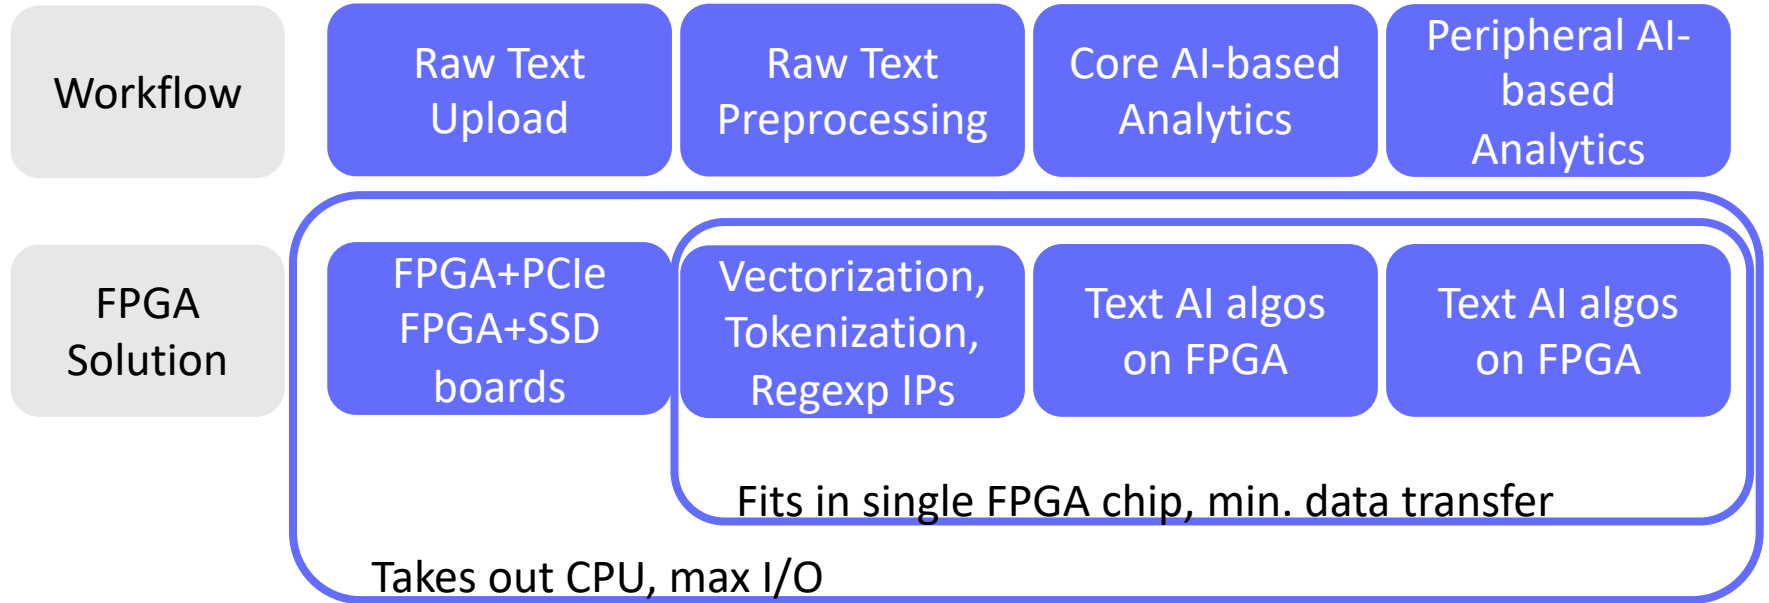 Workflow
Raw Text
Upload
Raw Text
Preprocessing
Core AI-based
Analytics
Peripheral AI-
based
Analytics
FPGA
Solution
FPGA+PCIe
FPGA+SSD
boards
Vectorization,
Tokenization,
Regexp IPs
Text AI algos
on FPGA
Text AI algos
on FPGA
Fits in single FPGA chip, min. data transfer
Takes out CPU, max I/O